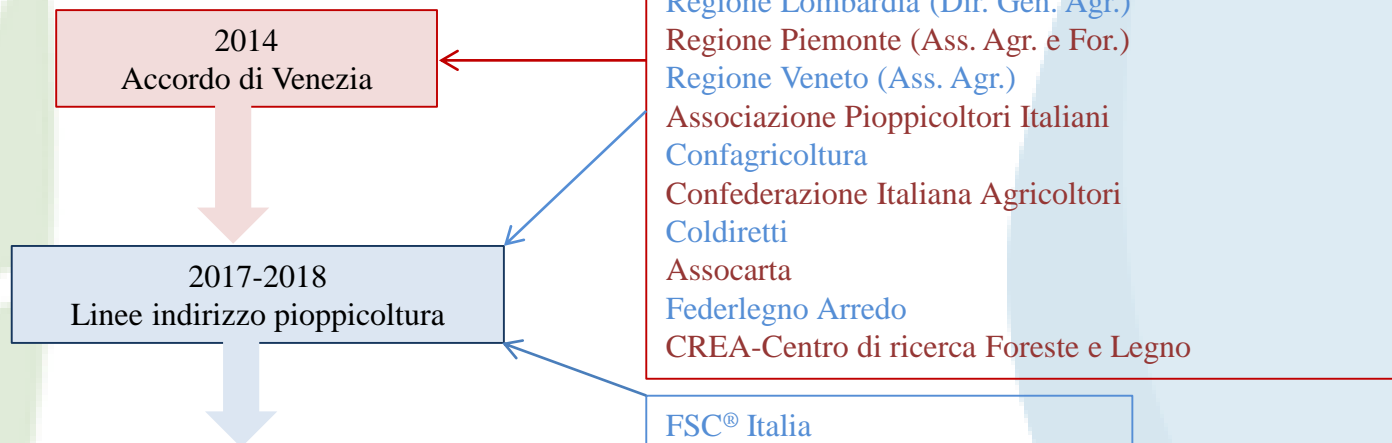 2014
Accordo di Venezia
Regione Lombardia (Dir. Gen. Agr.)
Regione Piemonte (Ass. Agr. e For.)
Regione Veneto (Ass. Agr.)
Associazione Pioppicoltori Italiani
Confagricoltura
Confederazione Italiana Agricoltori
Coldiretti
Assocarta
Federlegno Arredo
CREA-Centro di ricerca Foreste e Legno
2017-2018
Linee indirizzo pioppicoltura
FSC® Italia